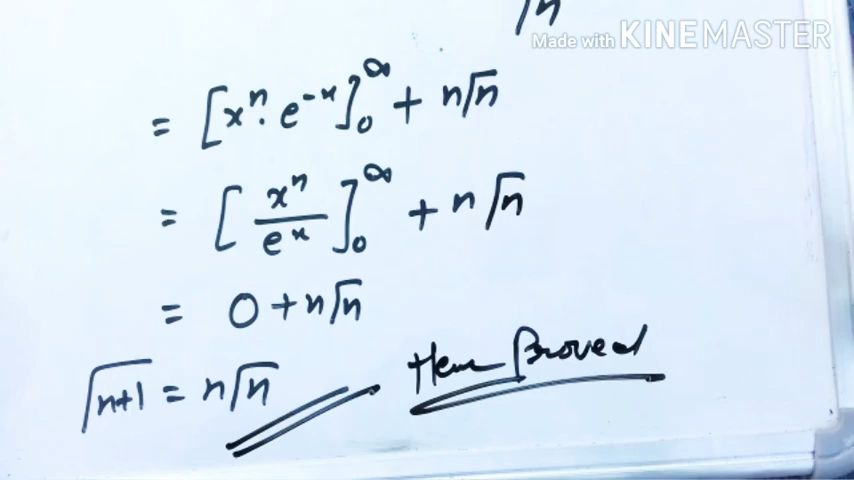 √n
Made with KINEMASTER
= [xⁿ. e⁻ˣ]₀^∞ + n⌈n
= [xⁿ/eˣ]₀^∞ + n⌈n
= 0 + n⌈n
⌈n+1 = n⌈n
Hence Proved